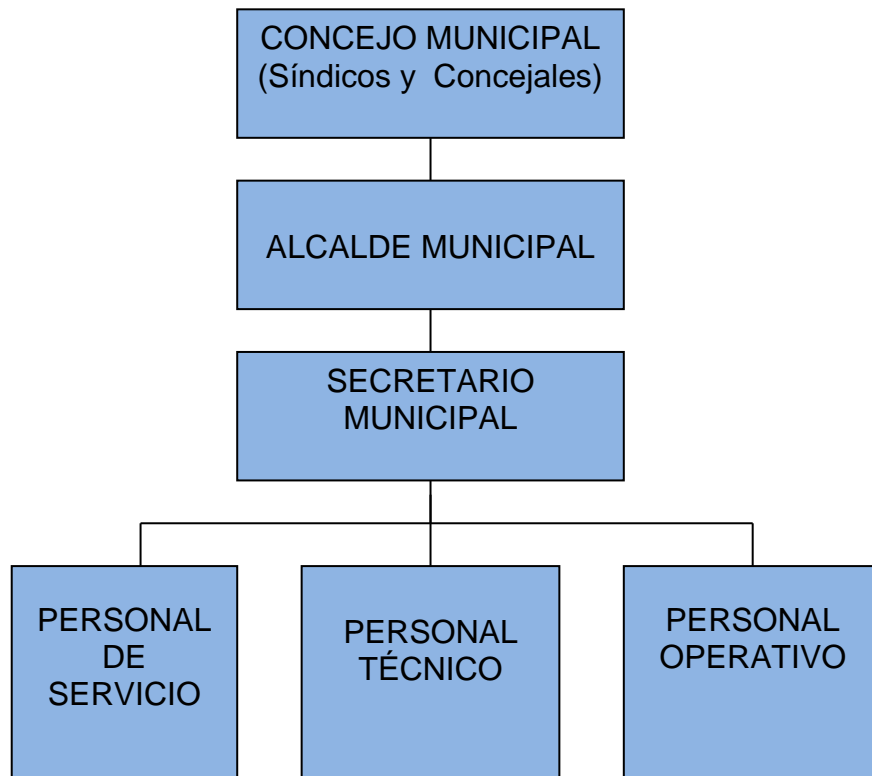 CONCEJO MUNICIPAL
(Síndicos y Concejales)
ALCALDE MUNICIPAL
SECRETARIO
MUNICIPAL
PERSONAL
DE
SERVICIO
PERSONAL
TÉCNICO
PERSONAL
OPERATIVO